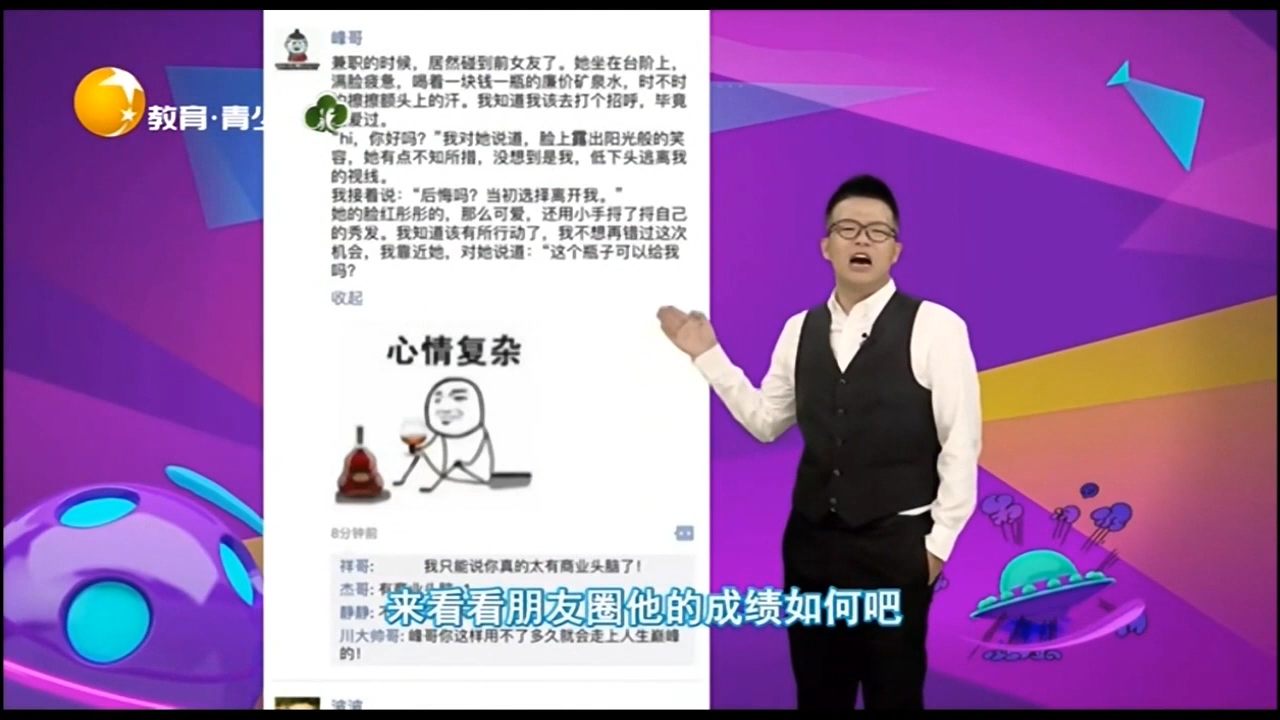 峰哥
兼职的时候，居然碰到前女友了。她坐在台阶上，
满脸疲惫，喝着一块钱一瓶的廉价矿泉水，时不时
擦擦额头上的汗。我知道我该去打个招呼，毕竟
爱过。
“hi，你好吗？”我对她说道，脸上露出阳光般的笑
容，她有点不知所措，没想到是我，低下头逃离我
的视线。
我接着说：“后悔吗？当初选择离开我。”
她的脸红彤彤的，那么可爱，还用小手捋了捋自己
的秀发。我知道该有所行动了，我不想再错过这次
机会，我靠近她，对她说道：“这个瓶子可以给我
吗？
收起
教育·青少
心情复杂
8分钟前
祥哥: 我只能说你真的太有商业头脑了！
杰哥: 有商业头脑
静静:
来看看朋友圈他的成绩如何吧
川大帅哥: 峰哥你这样用不了多久就会走上人生巅峰
的！